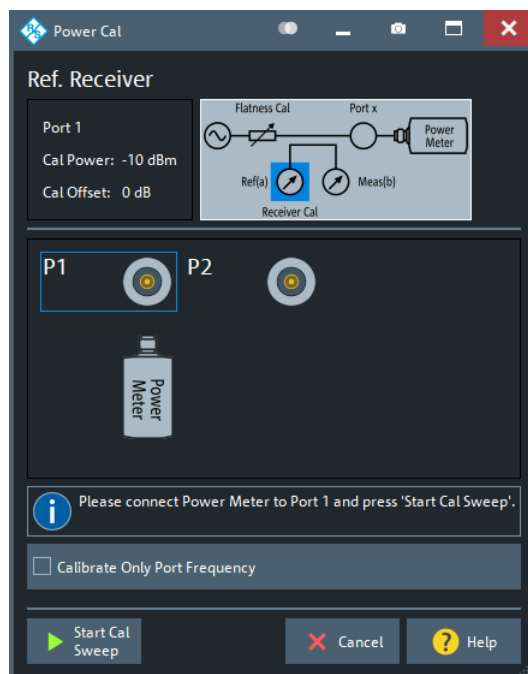 Power Cal
Ref. Receiver
Port 1
Cal Power: -10 dBm
Cal Offset: 0 dB
Flatness Cal
Port x
Power
Meter
Ref(a)
Meas(b)
Receiver Cal
P1
P2
Power
Meter
Please connect Power Meter to Port 1 and press 'Start Cal Sweep'.
Calibrate Only Port Frequency
Start Cal
Sweep
Cancel
Help